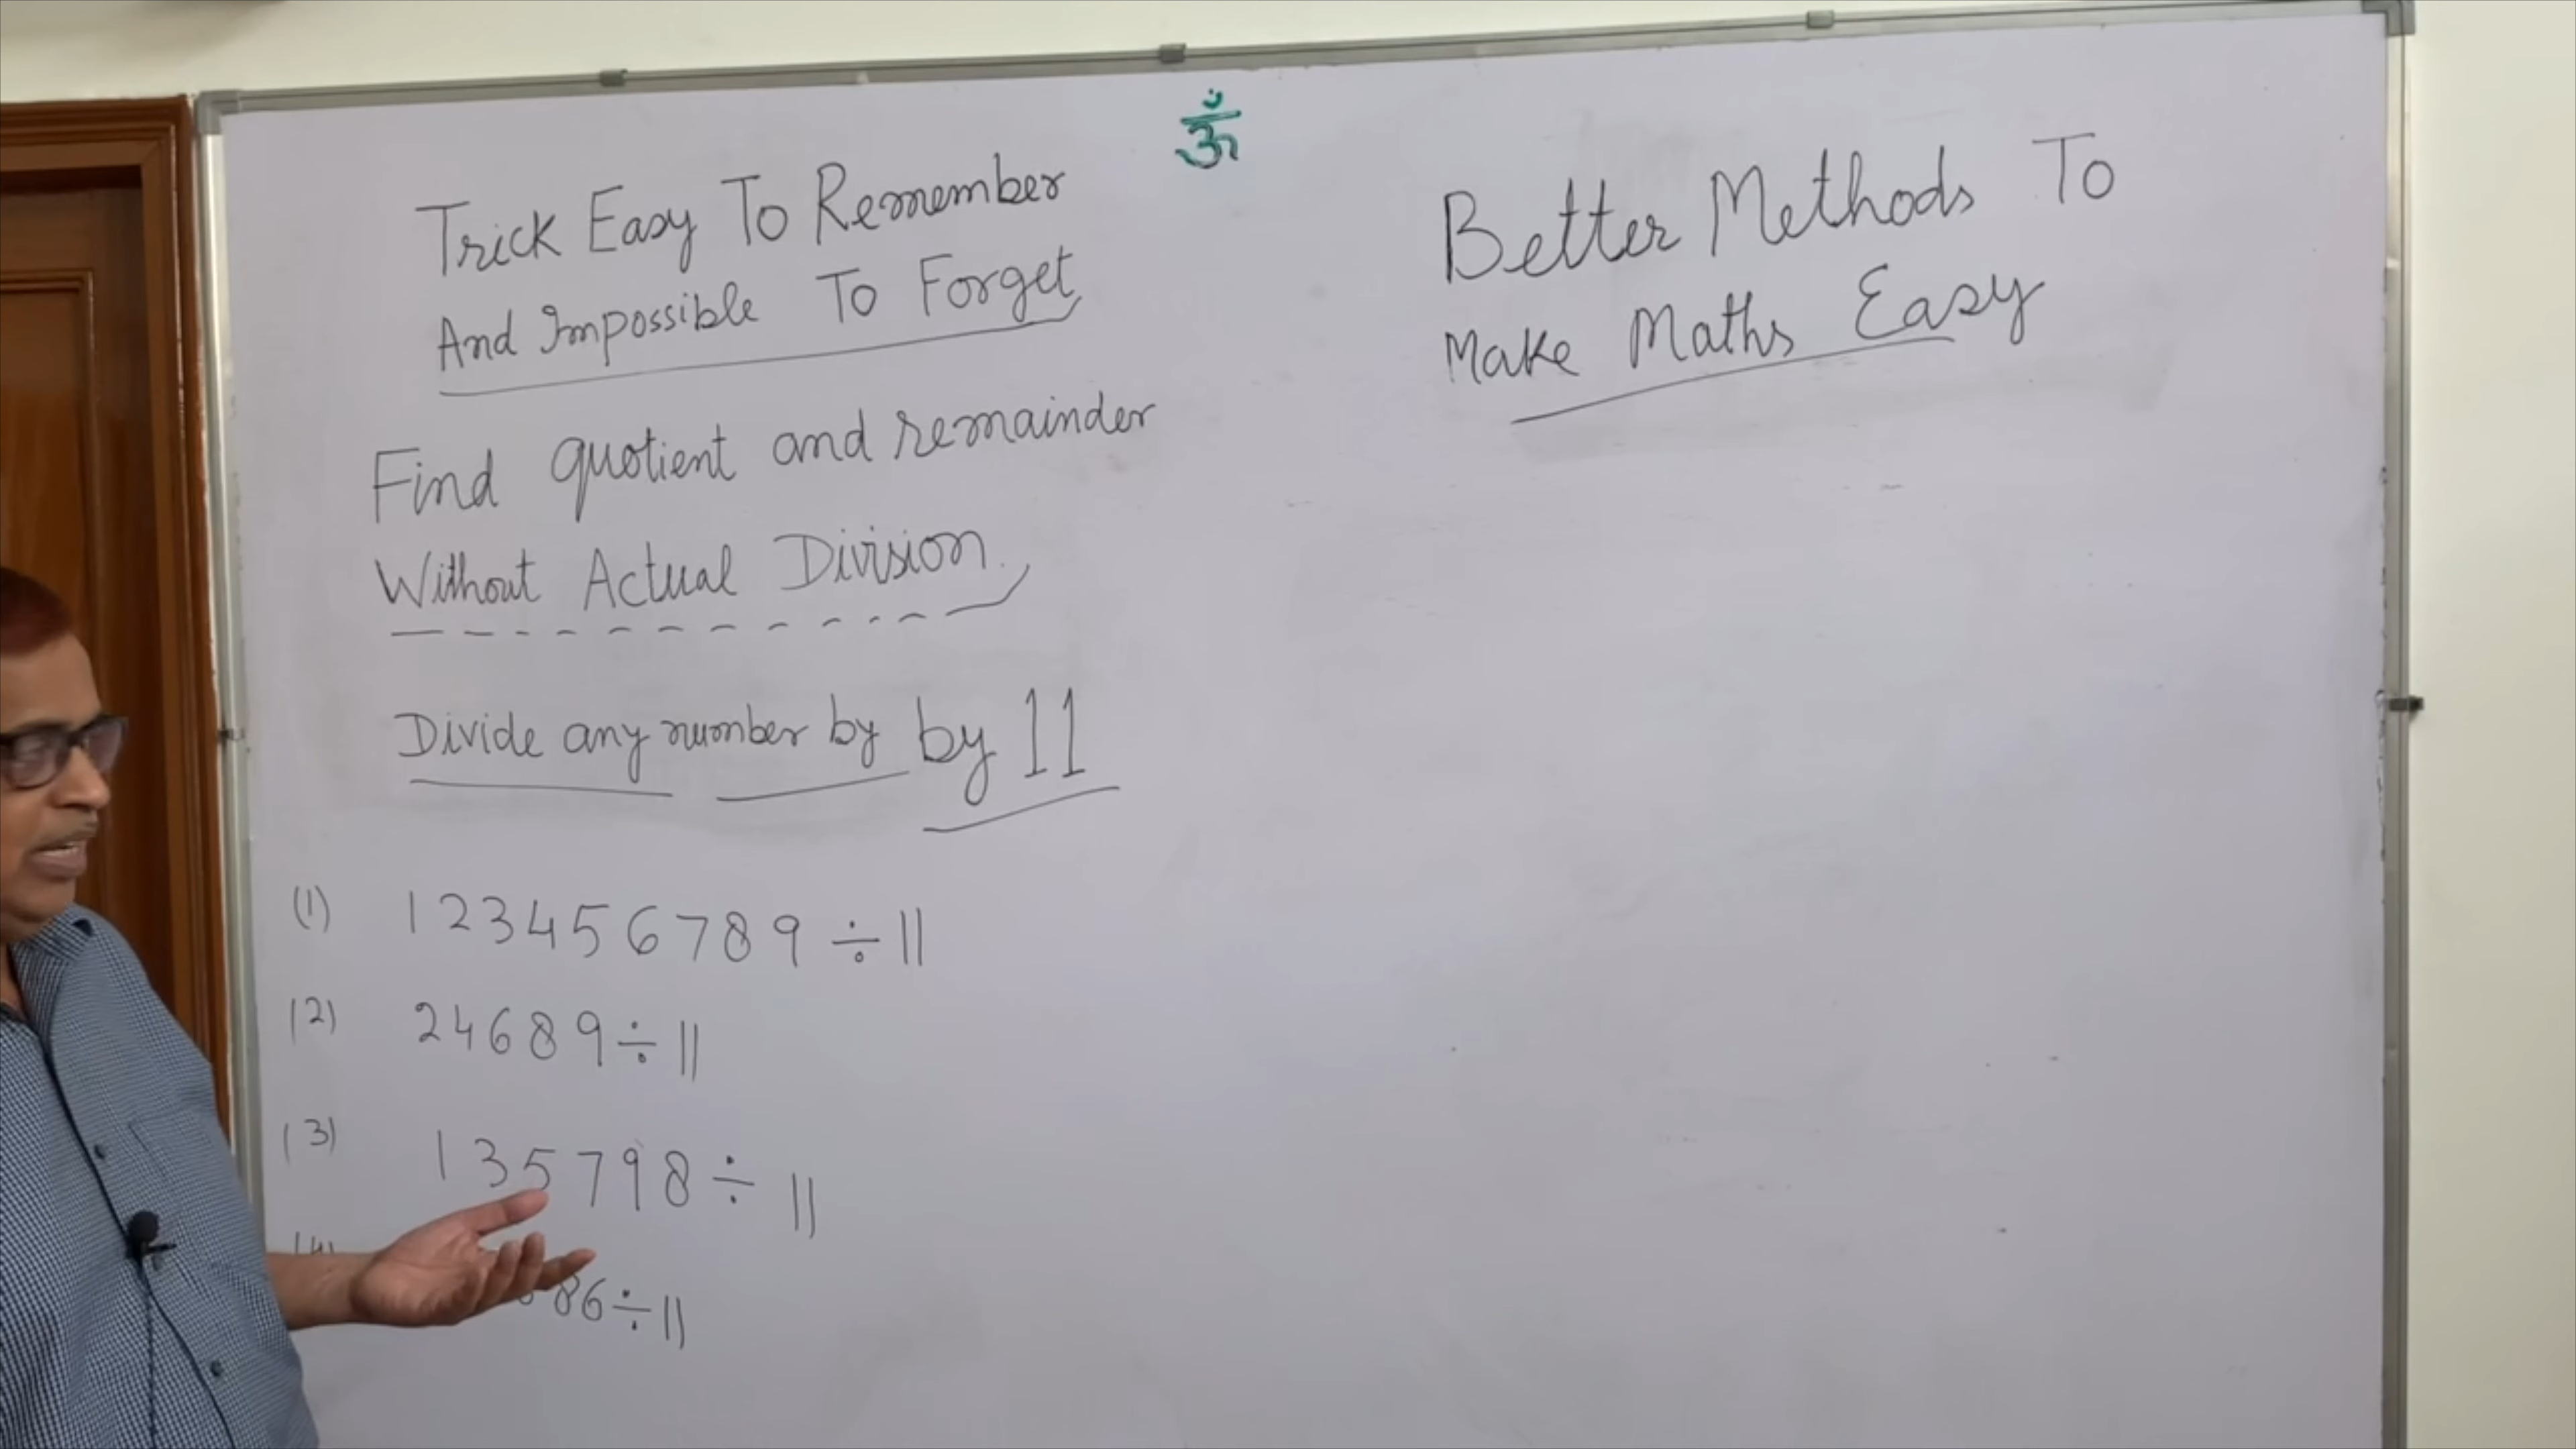 ॐ
Trick Easy To Remember
And Impossible To Forget
Better Methods To
Make Maths Easy
Find quotient and remainder
Without Actual Division.
Divide any number by by 11
(1) 123456789 ÷ 11
(2) 24689 ÷ 11
(3) 135798 ÷ 11
86 ÷ 11